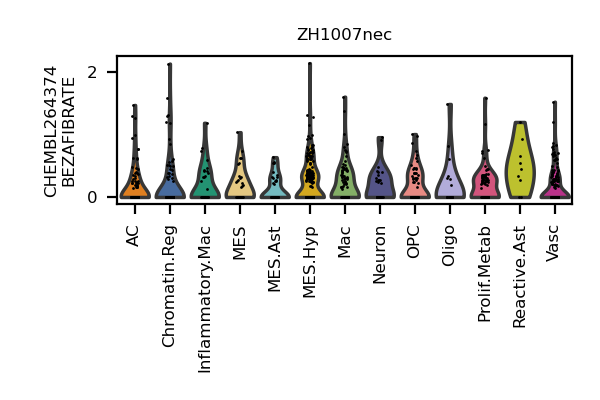 ZH1007nec
CHEMBL264374
BEZAFIBRATE
2
0
AC
Chromatin.Reg
Inflammatory.Mac
MES
MES.Ast
MES.Hyp
Mac
Neuron
OPC
Oligo
Prolif.Metab
Reactive.Ast
Vasc